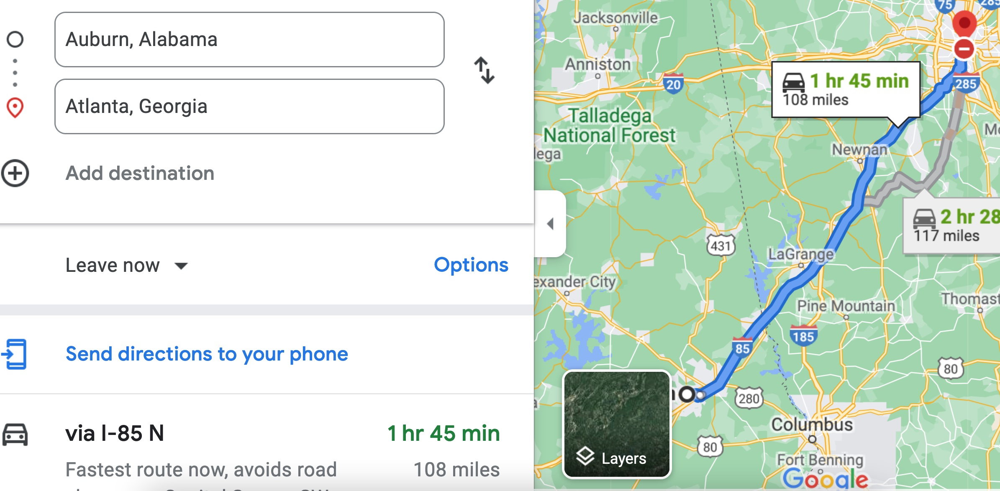 Auburn, Alabama
Atlanta, Georgia
Add destination
Leave now
Options
Send directions to your phone
via I-85 N
1 hr 45 min
Fastest route now, avoids road
108 miles
75
285
Jacksonville
Anniston
20
1 hr 45 min
108 miles
285
Talladega
National Forest
lega
Newnan
Mc
2 hr 28
117 miles
431
LaGrange
exander City
Pine Mountain
Thomast
185
85
80
280
Columbus
80
Layers
Fort Benning
Google